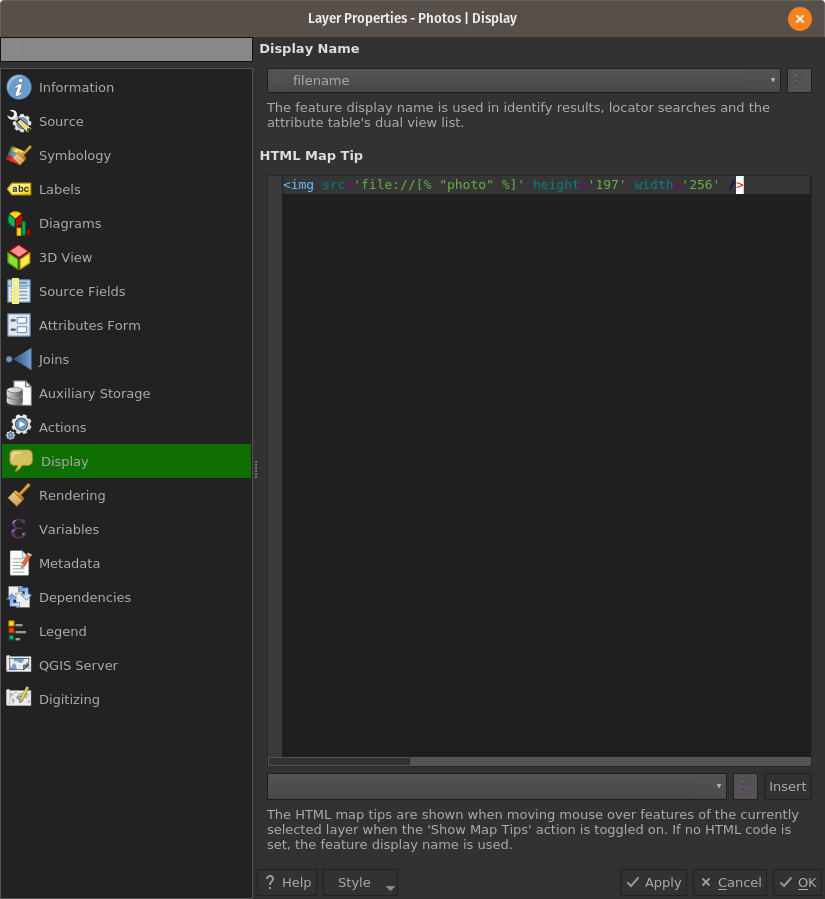 Layer Properties - Photos | Display
Information
Source
Symbology
abc Labels
Diagrams
3D View
Source Fields
Attributes Form
Joins
Auxiliary Storage
Actions
Display
Rendering
Variables
Metadata
Dependencies
Legend
QGIS Server
Digitizing
Display Name
filename
The feature display name is used in identify results, locator searches and the
attribute table's dual view list.
HTML Map Tip
<img src='file://[% "photo" %]' height='197' width='256' />
Insert
The HTML map tips are shown when moving mouse over features of the currently
selected layer when the 'Show Map Tips' action is toggled on. If no HTML code is
set, the feature display name is used.
? Help Style Apply Cancel OK